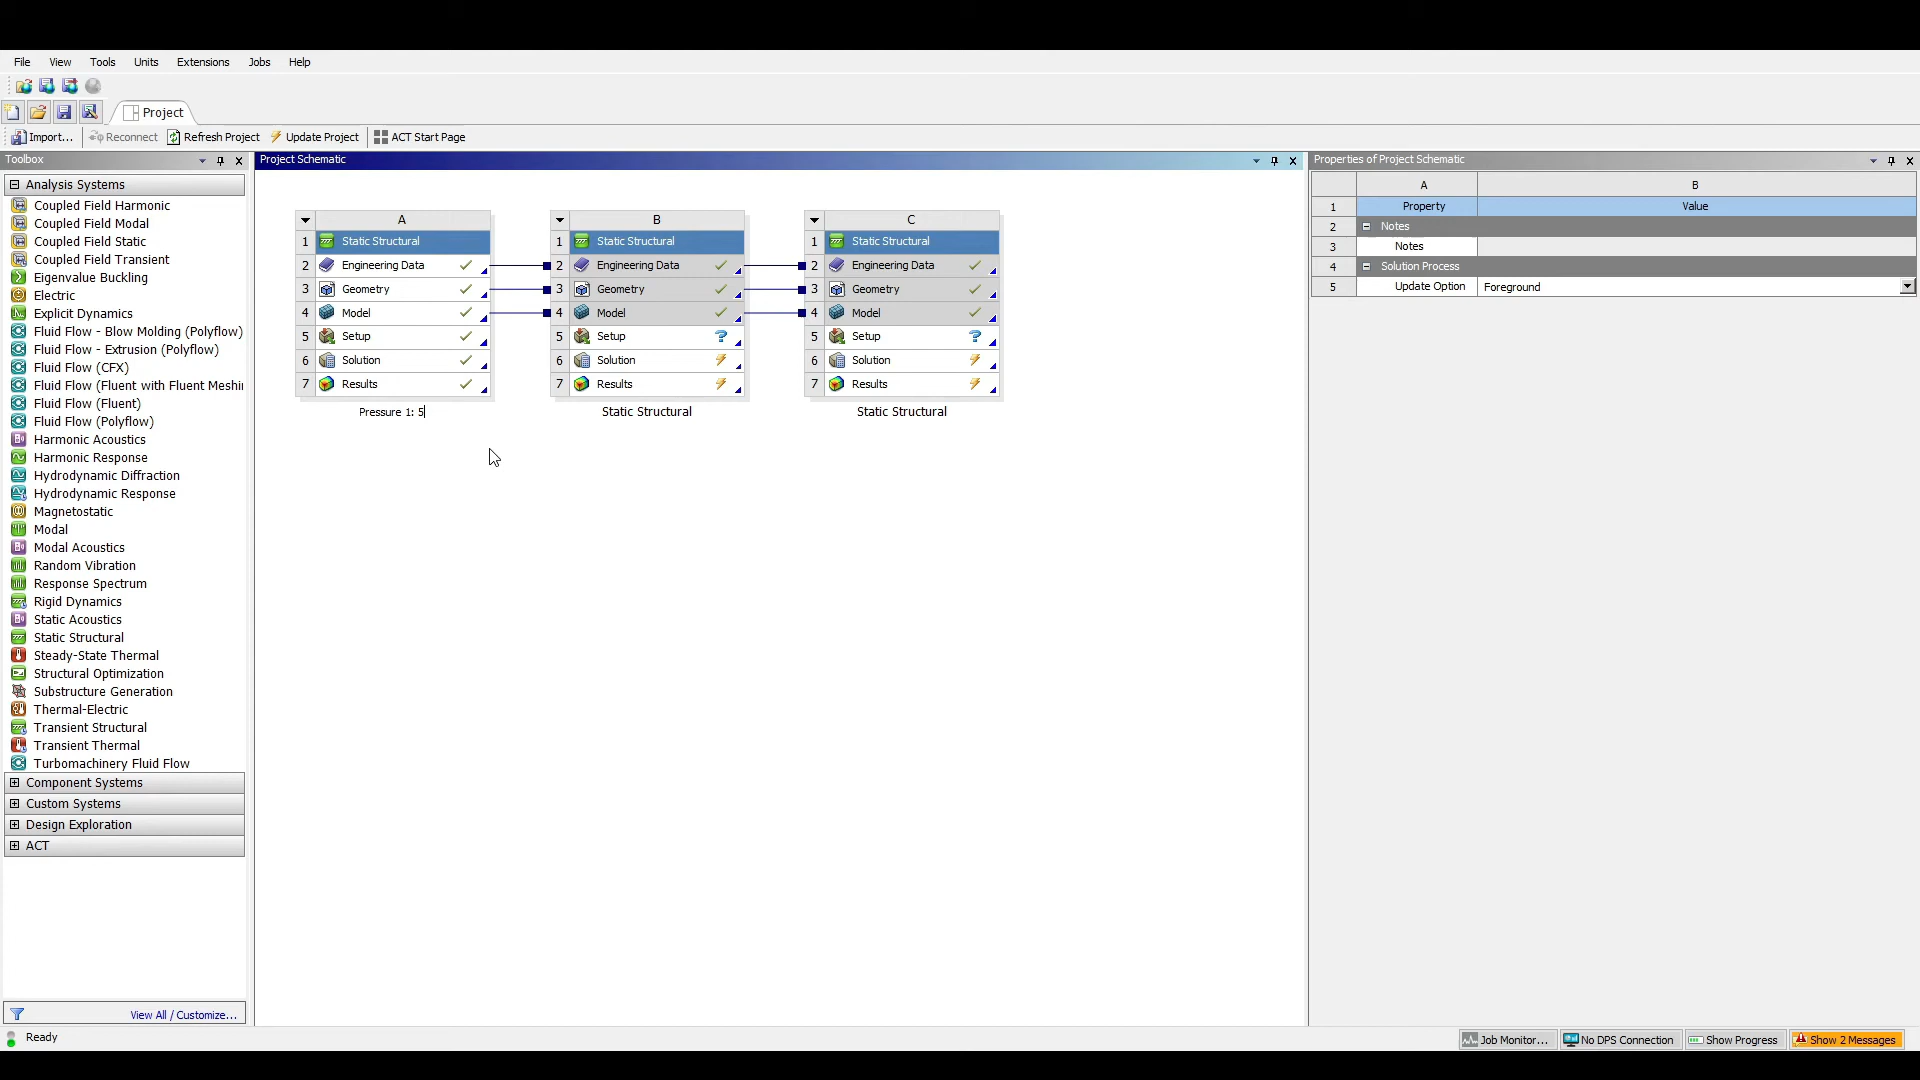 File View Tools Units Extensions Jobs Help
Project
Import... Reconnect Refresh Project Update Project ACT Start Page
Toolbox
Analysis Systems
Coupled Field Harmonic
Coupled Field Modal
Coupled Field Static
Coupled Field Transient
Eigenvalue Buckling
Electric
Explicit Dynamics
Fluid Flow - Blow Molding (Polyflow)
Fluid Flow - Extrusion (Polyflow)
Fluid Flow (CFX)
Fluid Flow (Fluent with Fluent Meshi
Fluid Flow (Fluent)
Fluid Flow (Polyflow)
Harmonic Acoustics
Harmonic Response
Hydrodynamic Diffraction
Hydrodynamic Response
Magnetostatic
Modal
Modal Acoustics
Random Vibration
Response Spectrum
Rigid Dynamics
Static Acoustics
Static Structural
Steady-State Thermal
Structural Optimization
Substructure Generation
Thermal-Electric
Transient Structural
Transient Thermal
Turbomachinery Fluid Flow
Component Systems
Custom Systems
Design Exploration
ACT
View All / Customize...
Project Schematic
A
1 Static Structural
2 Engineering Data
3 Geometry
4 Model
5 Setup
6 Solution
7 Results
Pressure 1: 5
B
1 Static Structural
2 Engineering Data
3 Geometry
4 Model
5 Setup ?
6 Solution
7 Results
Static Structural
C
1 Static Structural
2 Engineering Data
3 Geometry
4 Model
5 Setup ?
6 Solution
7 Results
Static Structural
Properties of Project Schematic
A B
1 Property Value
2 Notes
3 Notes
4 Solution Process
5 Update Option Foreground
Ready
Job Monitor... No DPS Connection Show Progress Show 2 Messages